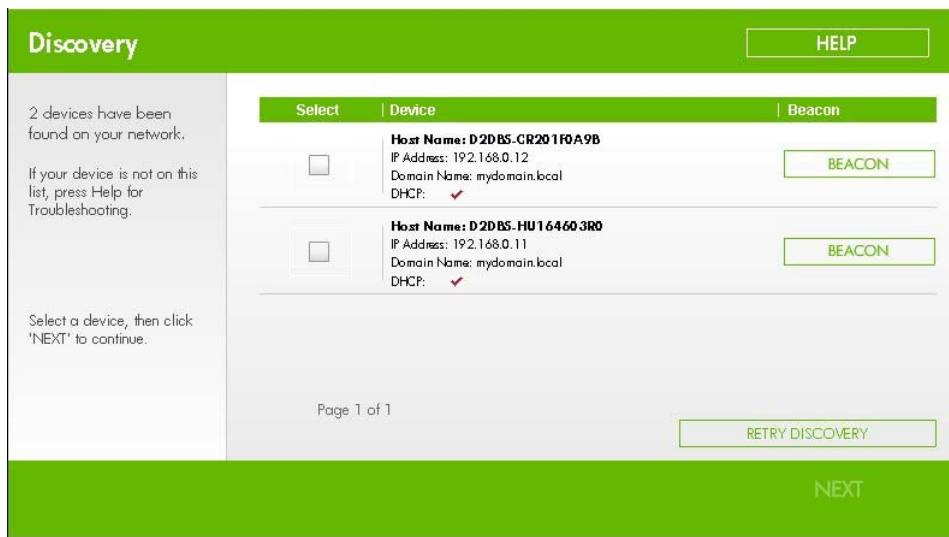 Discovery
HELP
2 devices have been
found on your network.
If your device is not on this
list, press Help for
Troubleshooting.
Select a device, then click
'NEXT' to continue.
Select | Device | Beacon
Host Name: D2DBS-CR201F0A9B
IP Address: 192.168.0.12
Domain Name: mydomain.local
DHCP:
BEACON
Host Name: D2DBS-HU164603R0
IP Address: 192.168.0.11
Domain Name: mydomain.local
DHCP:
BEACON
Page 1 of 1
RETRY DISCOVERY
NEXT